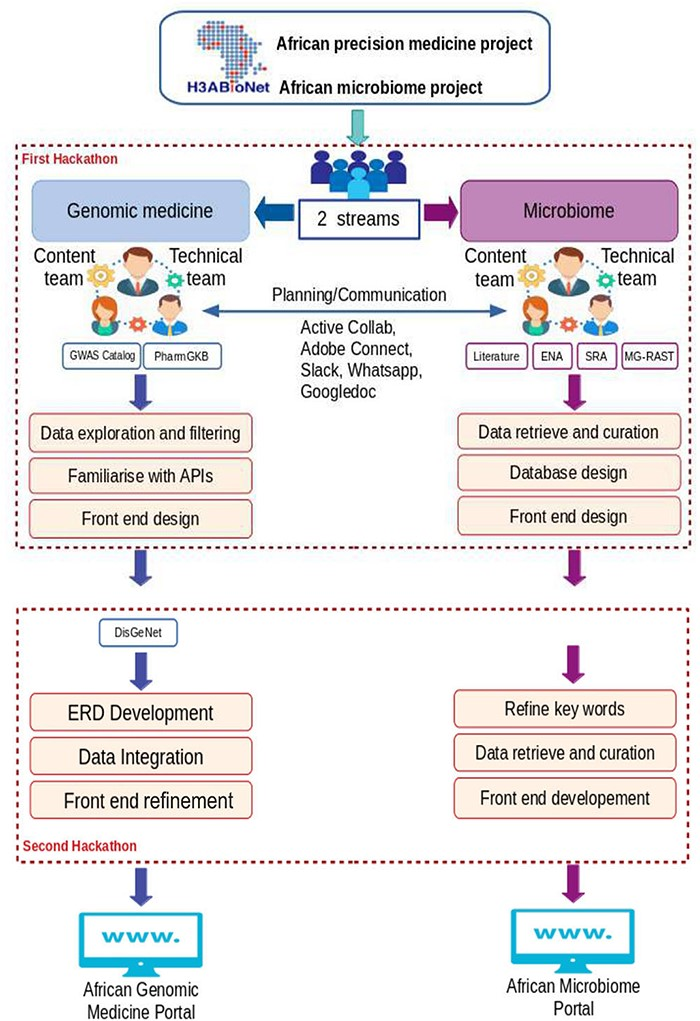 African precision medicine project
H3ABioNet
African microbiome project
First Hackathon
Genomic medicine
2 streams
Microbiome
Content
team
Technical
team
Content
team
Technical
team
Planning/Communication
Active Collab,
Adobe Connect,
Slack, Whatsapp,
Googledoc
GWAS Catalog
PharmGKB
Literature
ENA
SRA
MG-RAST
Data exploration and filtering
Familiarise with APIs
Front end design
Data retrieve and curation
Database design
Front end design
DisGeNet
ERD Development
Data Integration
Front end refinement
Refine key words
Data retrieve and curation
Front end developement
Second Hackathon
www.
African Genomic
Medicine Portal
www.
African Microbiome
Portal